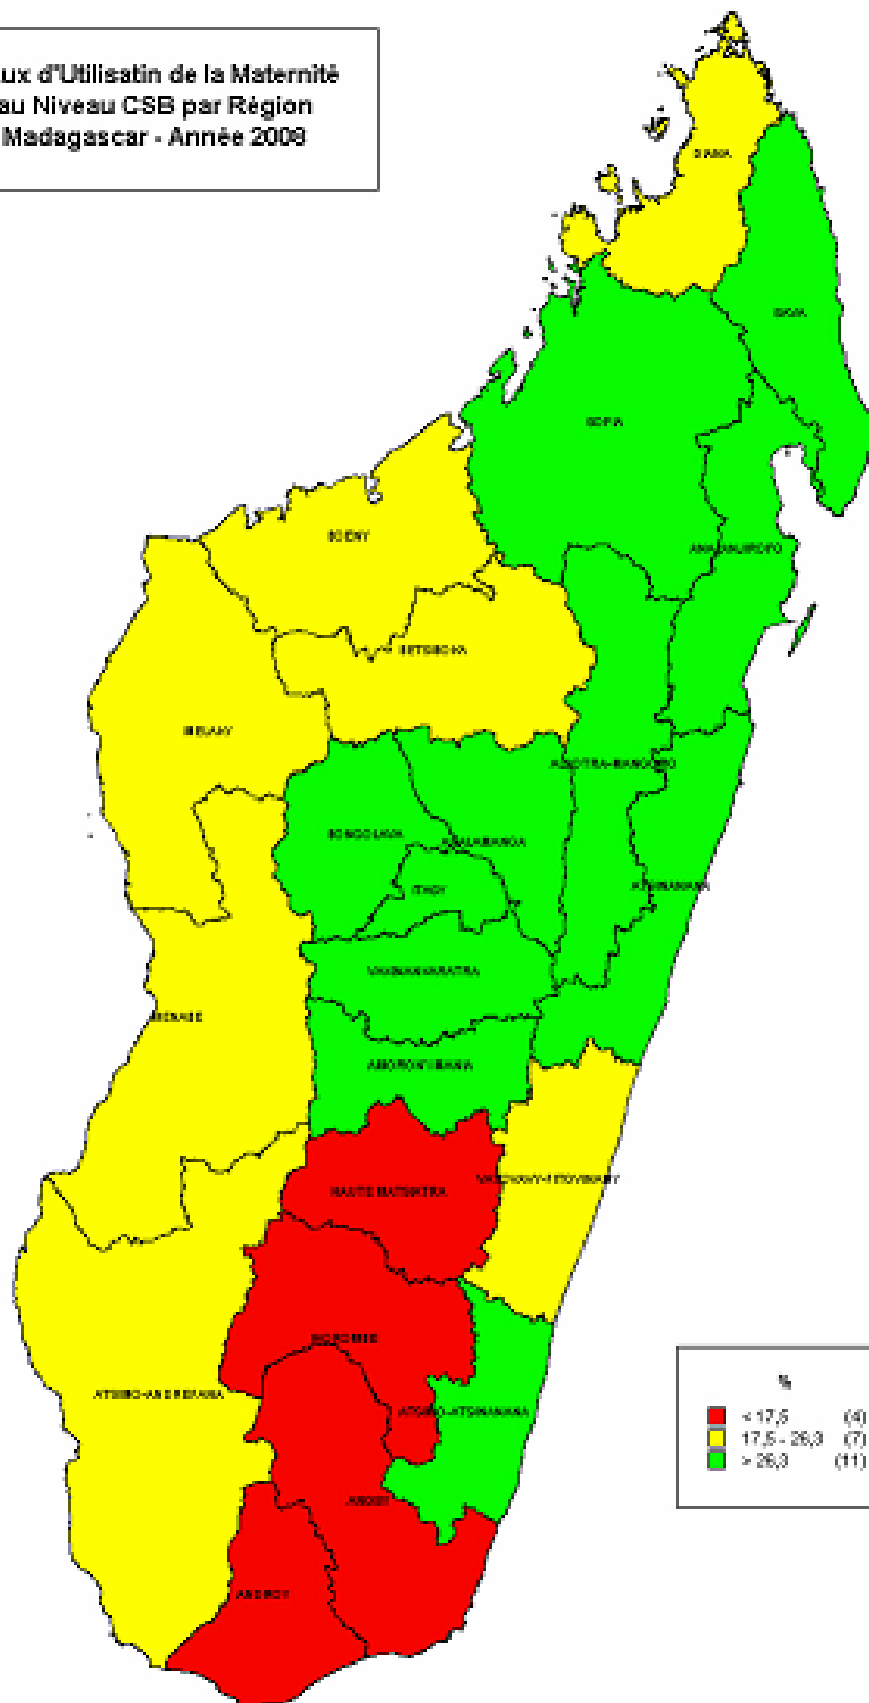 ux d'Utilisatin de la Maternité
au Niveau CSB par Région
Madagascar - Année 2008
DIANA
SAVA
SOFIA
BOENY
ANALANJIROFO
BETSIBOKA
MELAKY
ALAOTRA-MANGORO
BONGOLAVA
ANALAMANGA
ITASY
ATSINANANA
VAKINANKARATRA
MENABE
AMORON'I MANIA
HAUTE MATSIATRA
VATOVAVY-FITOVINANY
IHOROMBE
ATSIMO-ANDREFANA
ATSIMO-ATSINANANA
ANOSY
ANDROY
%
< 17,5 (4)
17,5 - 26,3 (7)
> 26,3 (11)